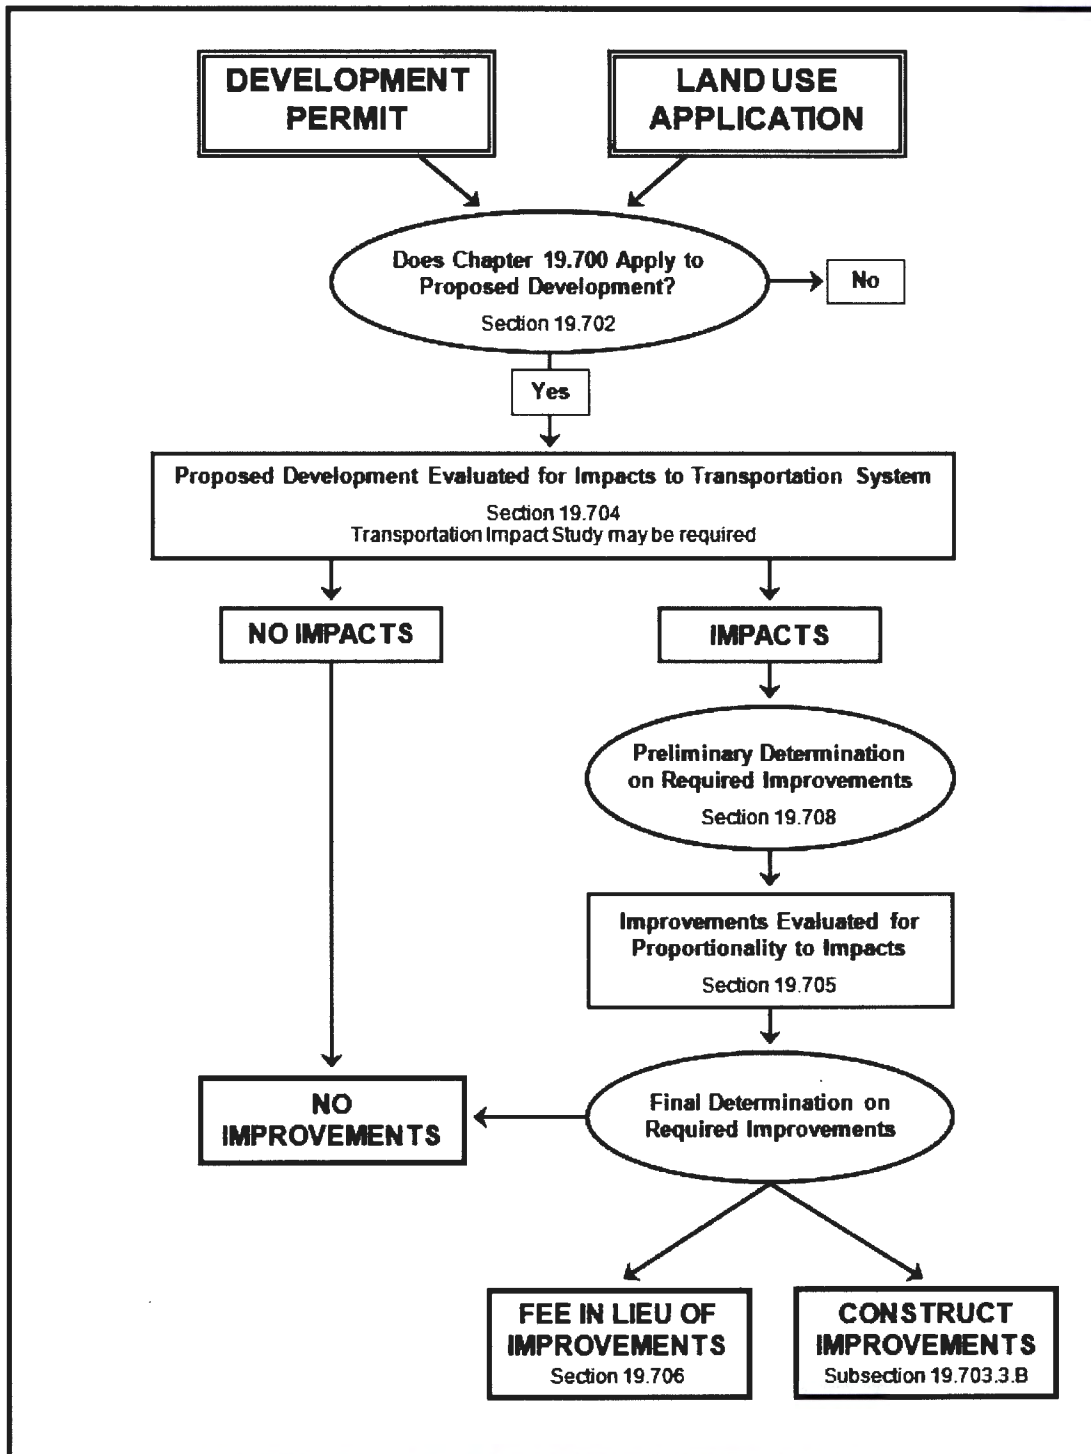 DEVELOPMENT
PERMIT
LAND USE
APPLICATION
Does Chapter 19.700 Apply to
Proposed Development?
Section 19.702
No
Yes
Proposed Development Evaluated for Impacts to Transportation System
Section 19.704
Transportation Impact Study may be required
NO IMPACTS
IMPACTS
Preliminary Determination
on Required Improvements
Section 19.708
Improvements Evaluated for
Proportionality to Impacts
Section 19.705
NO
IMPROVEMENTS
Final Determination on
Required Improvements
FEE IN LIEU OF
IMPROVEMENTS
Section 19.706
CONSTRUCT
IMPROVEMENTS
Subsection 19.703.3.B